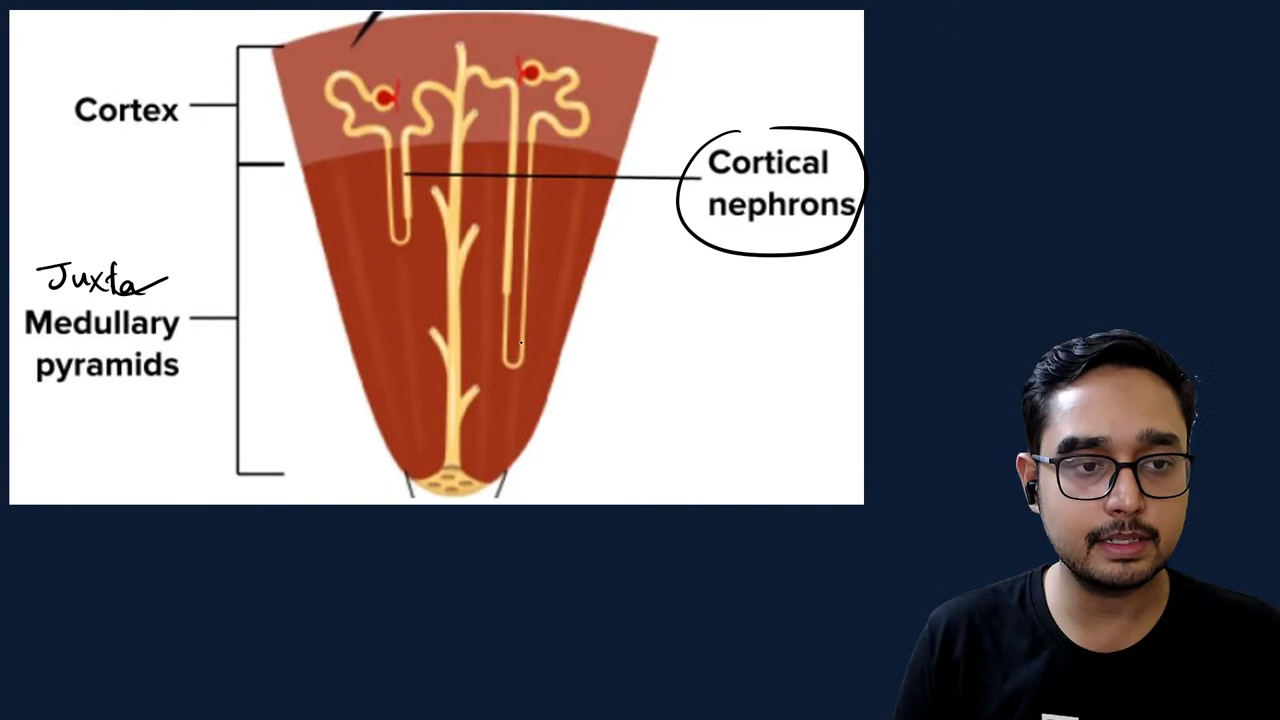 Cortex
Cortical
nephrons
Juxta
Medullary
pyramids